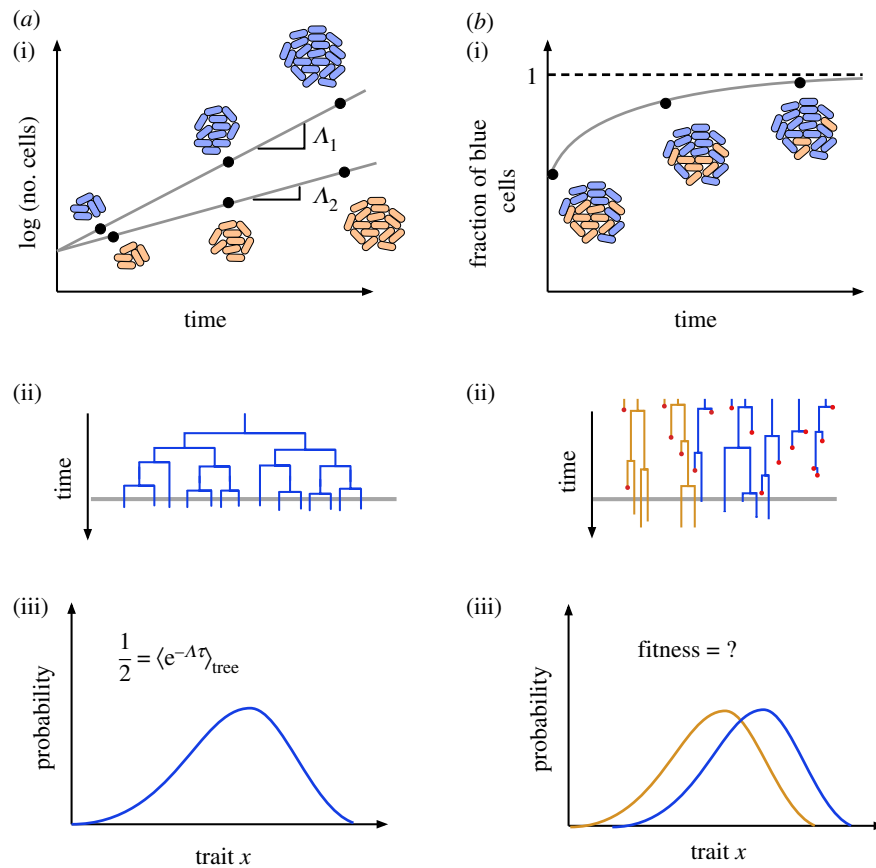 (a)
(i)
log (no. cells)
Λ1
Λ2
time
(b)
(i)
1
fraction of blue
cells
time
(ii)
time
(ii)
time
(iii)
probability
1/2 = ⟨e^−Λτ⟩tree
trait x
(iii)
probability
fitness = ?
trait x